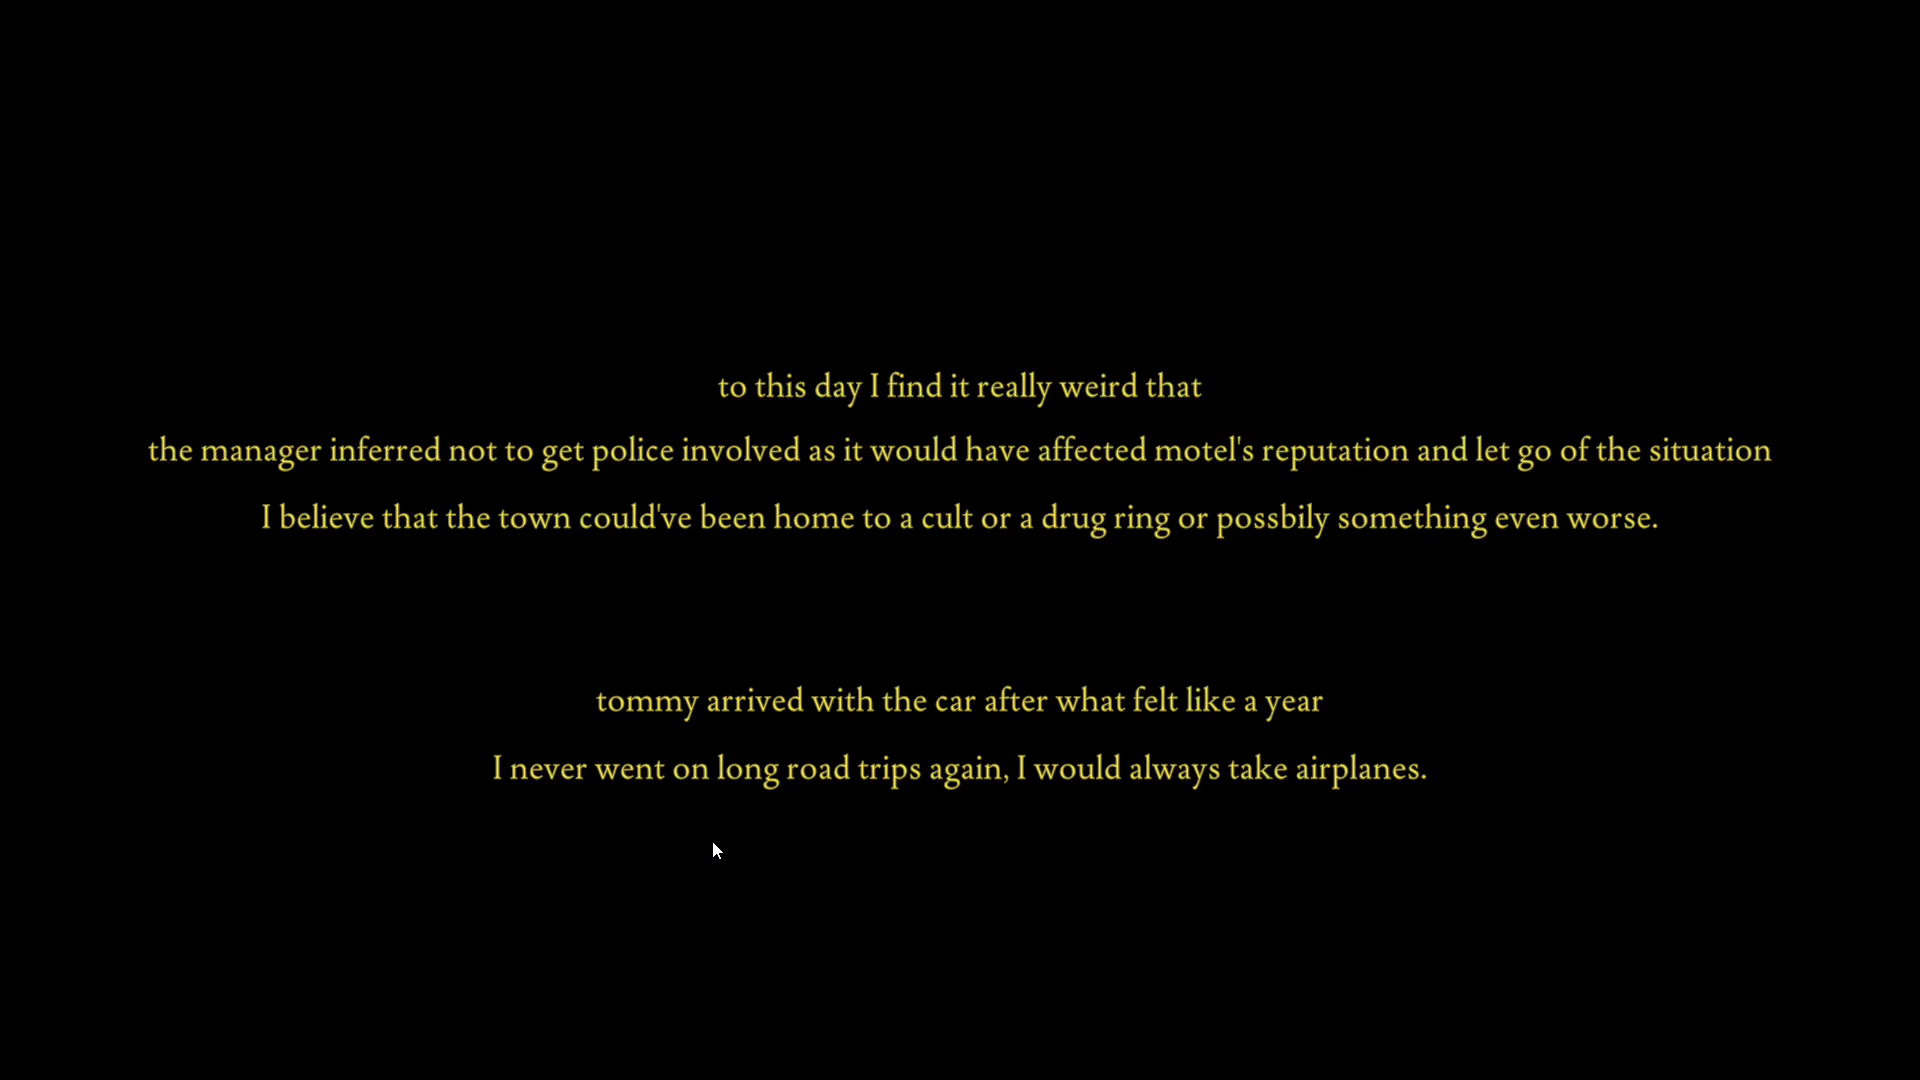 to this day I find it really weird that
the manager inferred not to get police involved as it would have affected motel's reputation and let go of the situation
I believe that the town could've been home to a cult or a drug ring or possbily something even worse.
tommy arrived with the car after what felt like a year
I never went on long road trips again, I would always take airplanes.